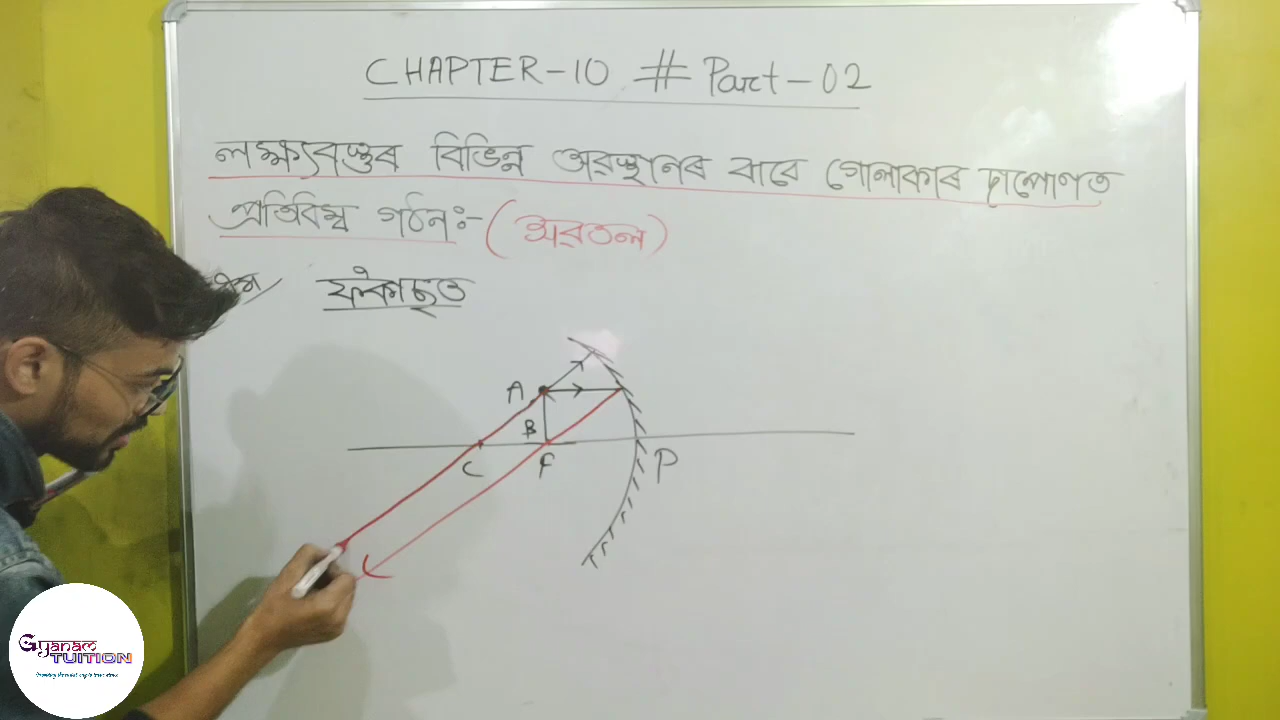 CHAPTER-10 # Part-02
লক্ষ্যবস্তুৰ বিভিন্ন অৱস্থানৰ বাবে গোলাকাৰ দাপোণত
প্ৰতিবিম্ব গঠনঃ- (অৱতল)
ফ'কাছত
A
B
C
F
P
Gyanam
TUITION